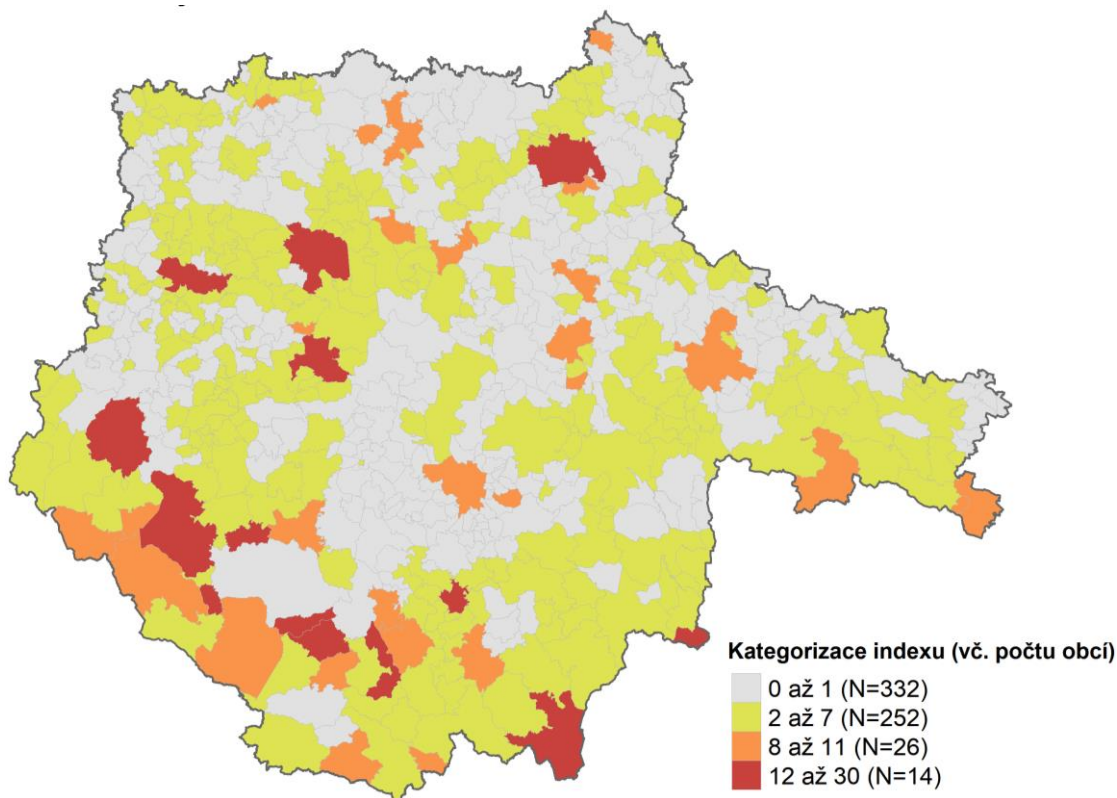 Kategorizace indexu (vč. počtu obcí)
0 až 1 (N=332)
2 až 7 (N=252)
8 až 11 (N=26)
12 až 30 (N=14)